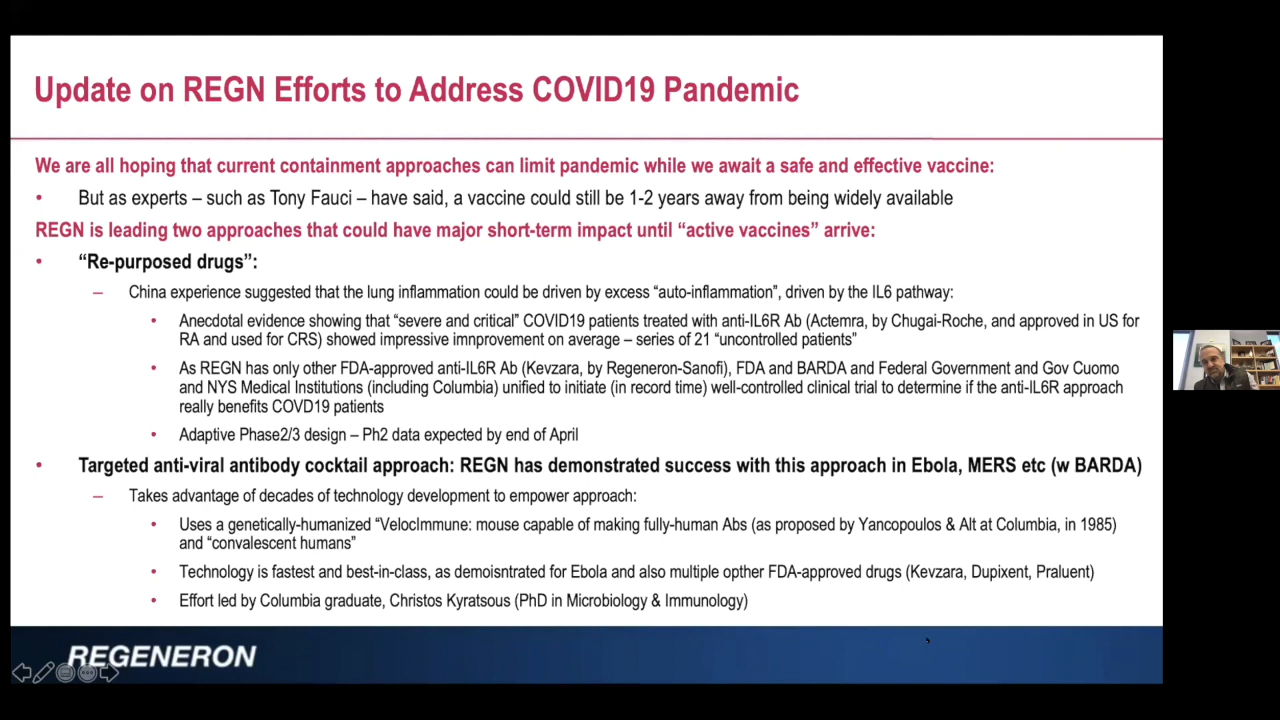 Update on REGN Efforts to Address COVID19 Pandemic
We are all hoping that current containment approaches can limit pandemic while we await a safe and effective vaccine:
• But as experts – such as Tony Fauci – have said, a vaccine could still be 1-2 years away from being widely available
REGN is leading two approaches that could have major short-term impact until “active vaccines” arrive:
• “Re-purposed drugs”:
– China experience suggested that the lung inflammation could be driven by excess “auto-inflammation”, driven by the IL6 pathway:
• Anecdotal evidence showing that “severe and critical” COVID19 patients treated with anti-IL6R Ab (Actemra, by Chugai-Roche, and approved in US for
RA and used for CRS) showed impressive imnprovement on average – series of 21 “uncontrolled patients”
• As REGN has only other FDA-approved anti-IL6R Ab (Kevzara, by Regeneron-Sanofi), FDA and BARDA and Federal Government and Gov Cuomo
and NYS Medical Institutions (including Columbia) unified to initiate (in record time) well-controlled clinical trial to determine if the anti-IL6R approach
really benefits COVD19 patients
• Adaptive Phase2/3 design – Ph2 data expected by end of April
• Targeted anti-viral antibody cocktail approach: REGN has demonstrated success with this approach in Ebola, MERS etc (w BARDA)
– Takes advantage of decades of technology development to empower approach:
• Uses a genetically-humanized “VelocImmune: mouse capable of making fully-human Abs (as proposed by Yancopoulos & Alt at Columbia, in 1985)
and “convalescent humans”
• Technology is fastest and best-in-class, as demoisntrated for Ebola and also multiple opther FDA-approved drugs (Kevzara, Dupixent, Praluent)
• Effort led by Columbia graduate, Christos Kyratsous (PhD in Microbiology & Immunology)
REGENERON